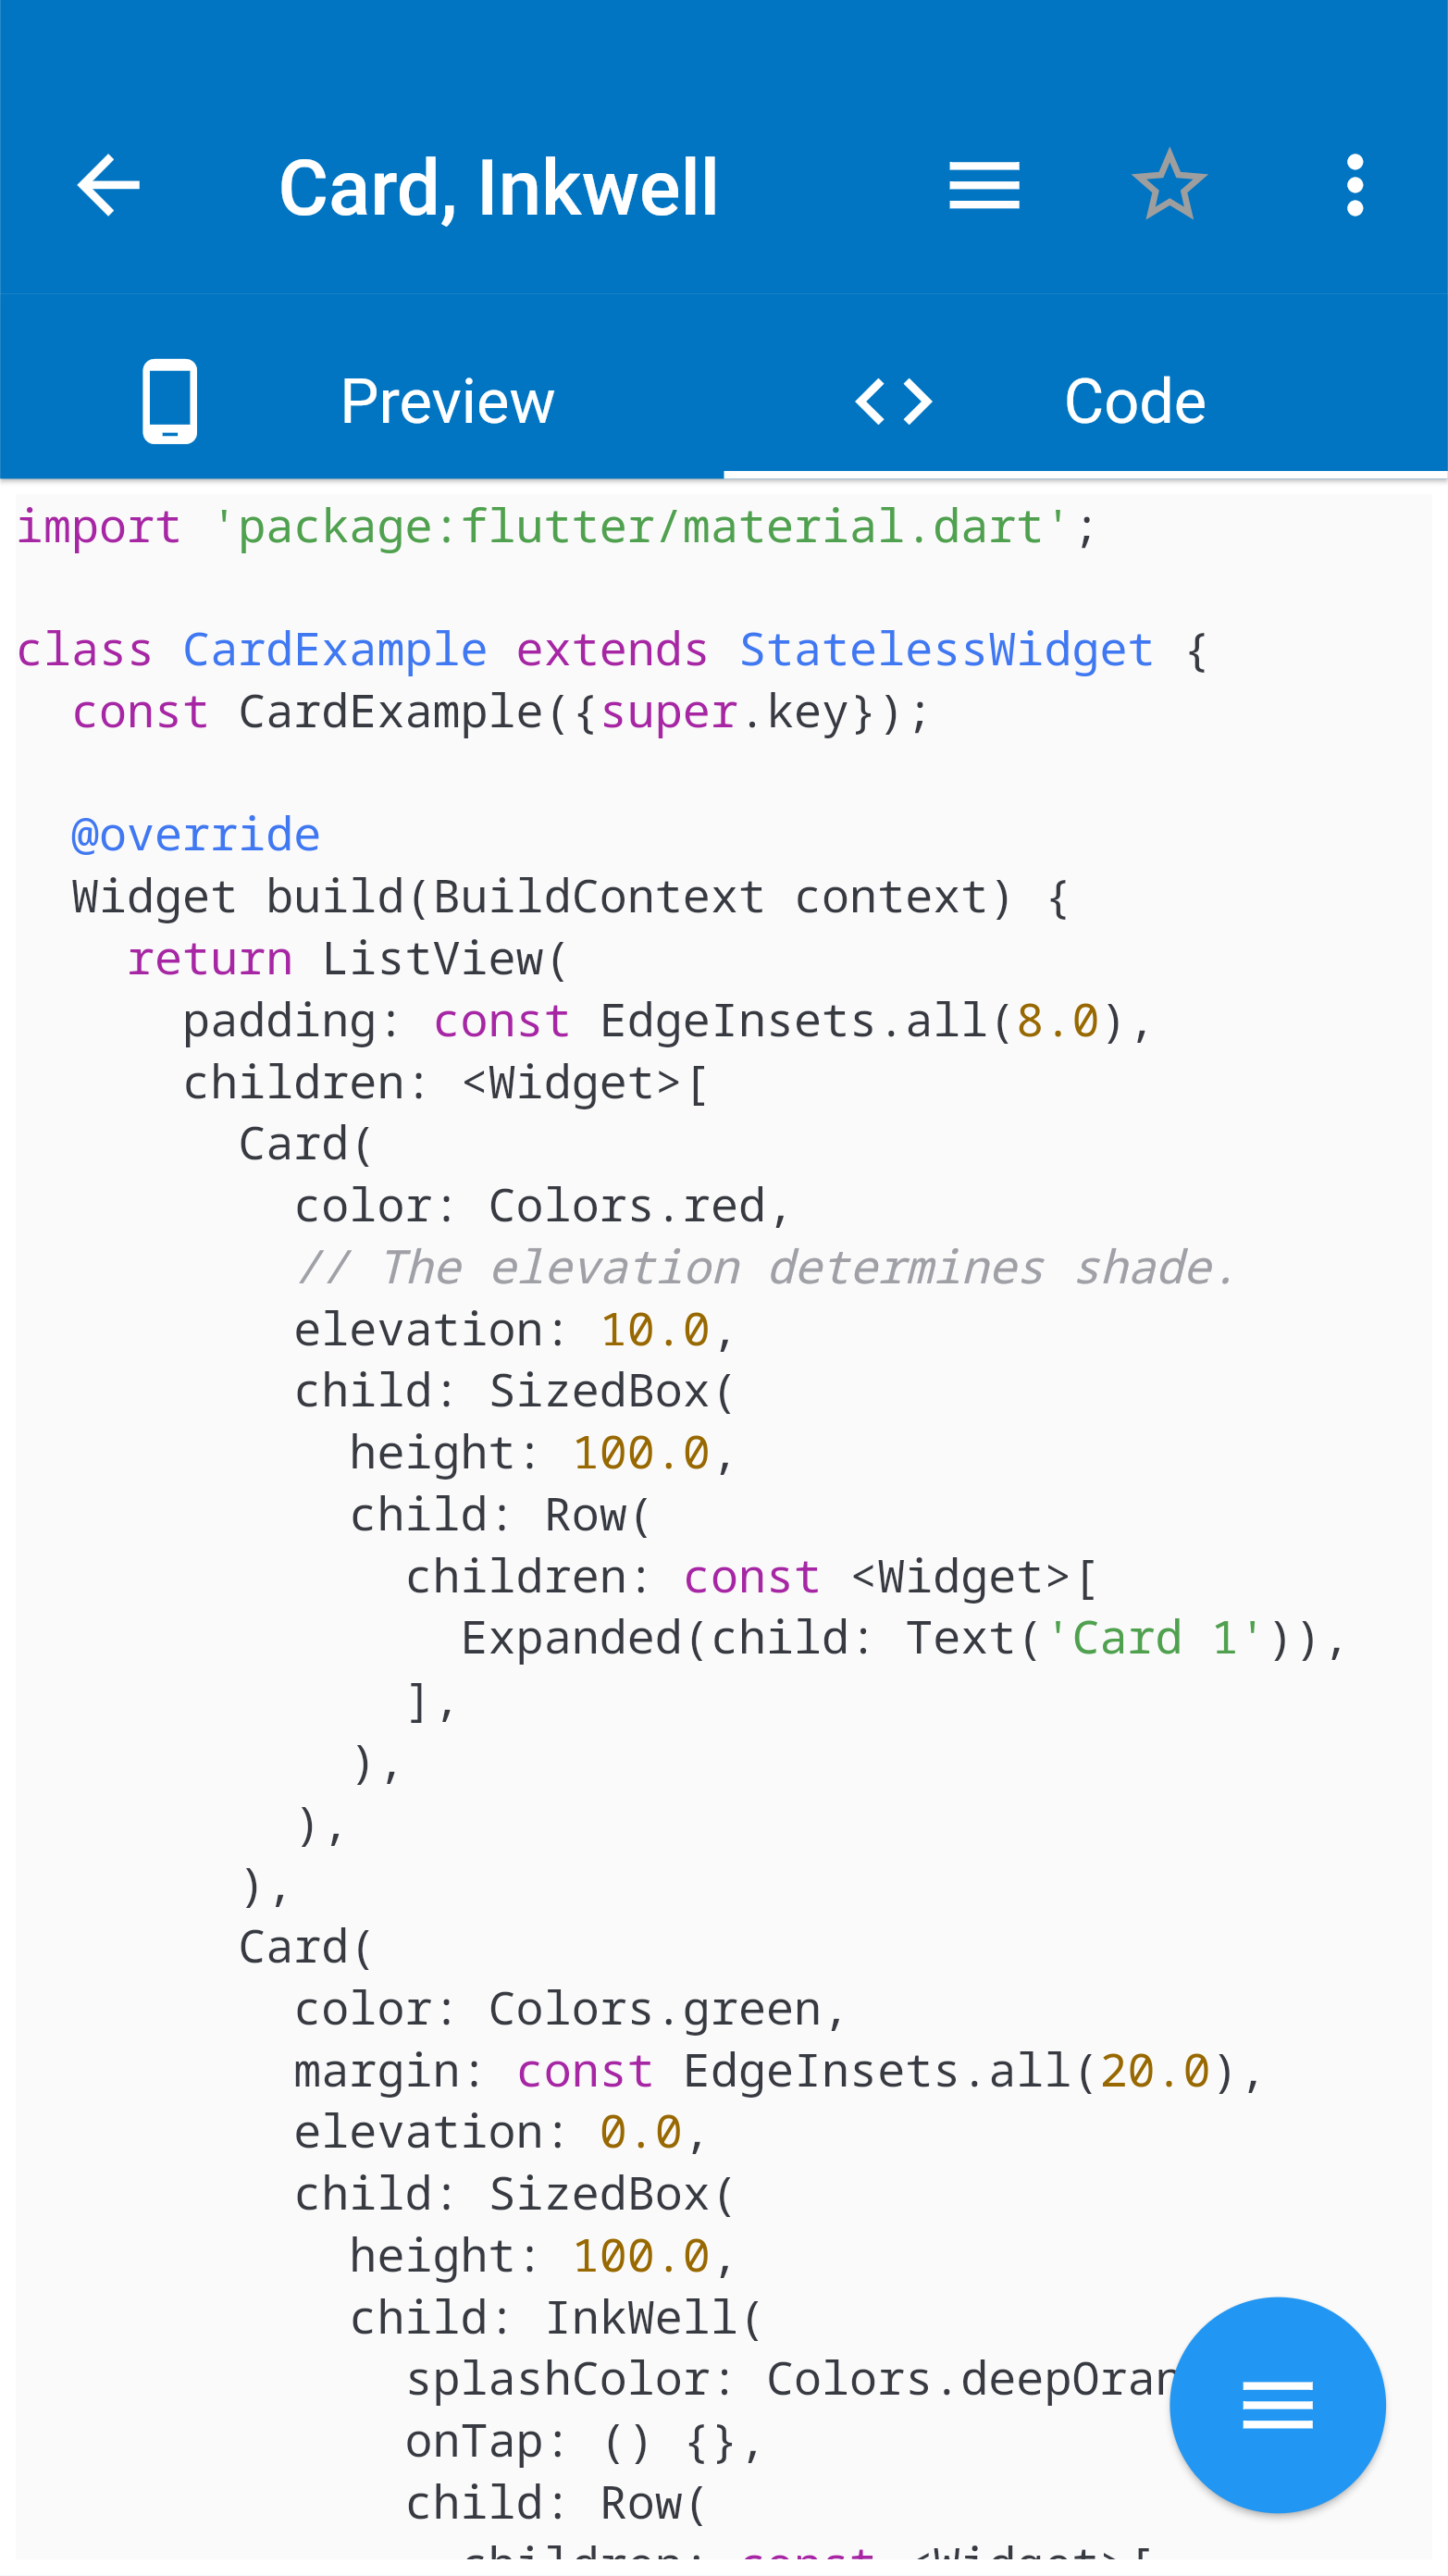 Card, Inkwell
Preview
Code
import 'package:flutter/material.dart';
class CardExample extends StatelessWidget {
  const CardExample({super.key});
  @override
  Widget build(BuildContext context) {
    return ListView(
      padding: const EdgeInsets.all(8.0),
      children: <Widget>[
        Card(
          color: Colors.red,
          // The elevation determines shade.
          elevation: 10.0,
          child: SizedBox(
            height: 100.0,
            child: Row(
              children: const <Widget>[
                Expanded(child: Text('Card 1')),
              ],
            ),
          ),
        ),
        Card(
          color: Colors.green,
          margin: const EdgeInsets.all(20.0),
          elevation: 0.0,
          child: SizedBox(
            height: 100.0,
            child: InkWell(
              splashColor: Colors.deepOran
              onTap: () {},
              child: Row(
                children: const <Widget>[